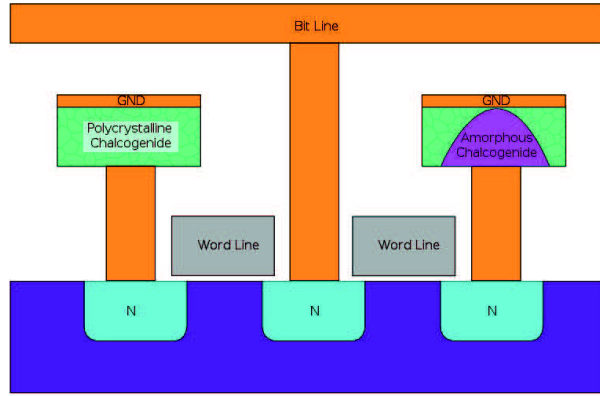 Bit Line
GND
GND
Polycrystalline
Chalcogenide
Amorphous
Chalcogenide
Word Line
Word Line
N
N
N